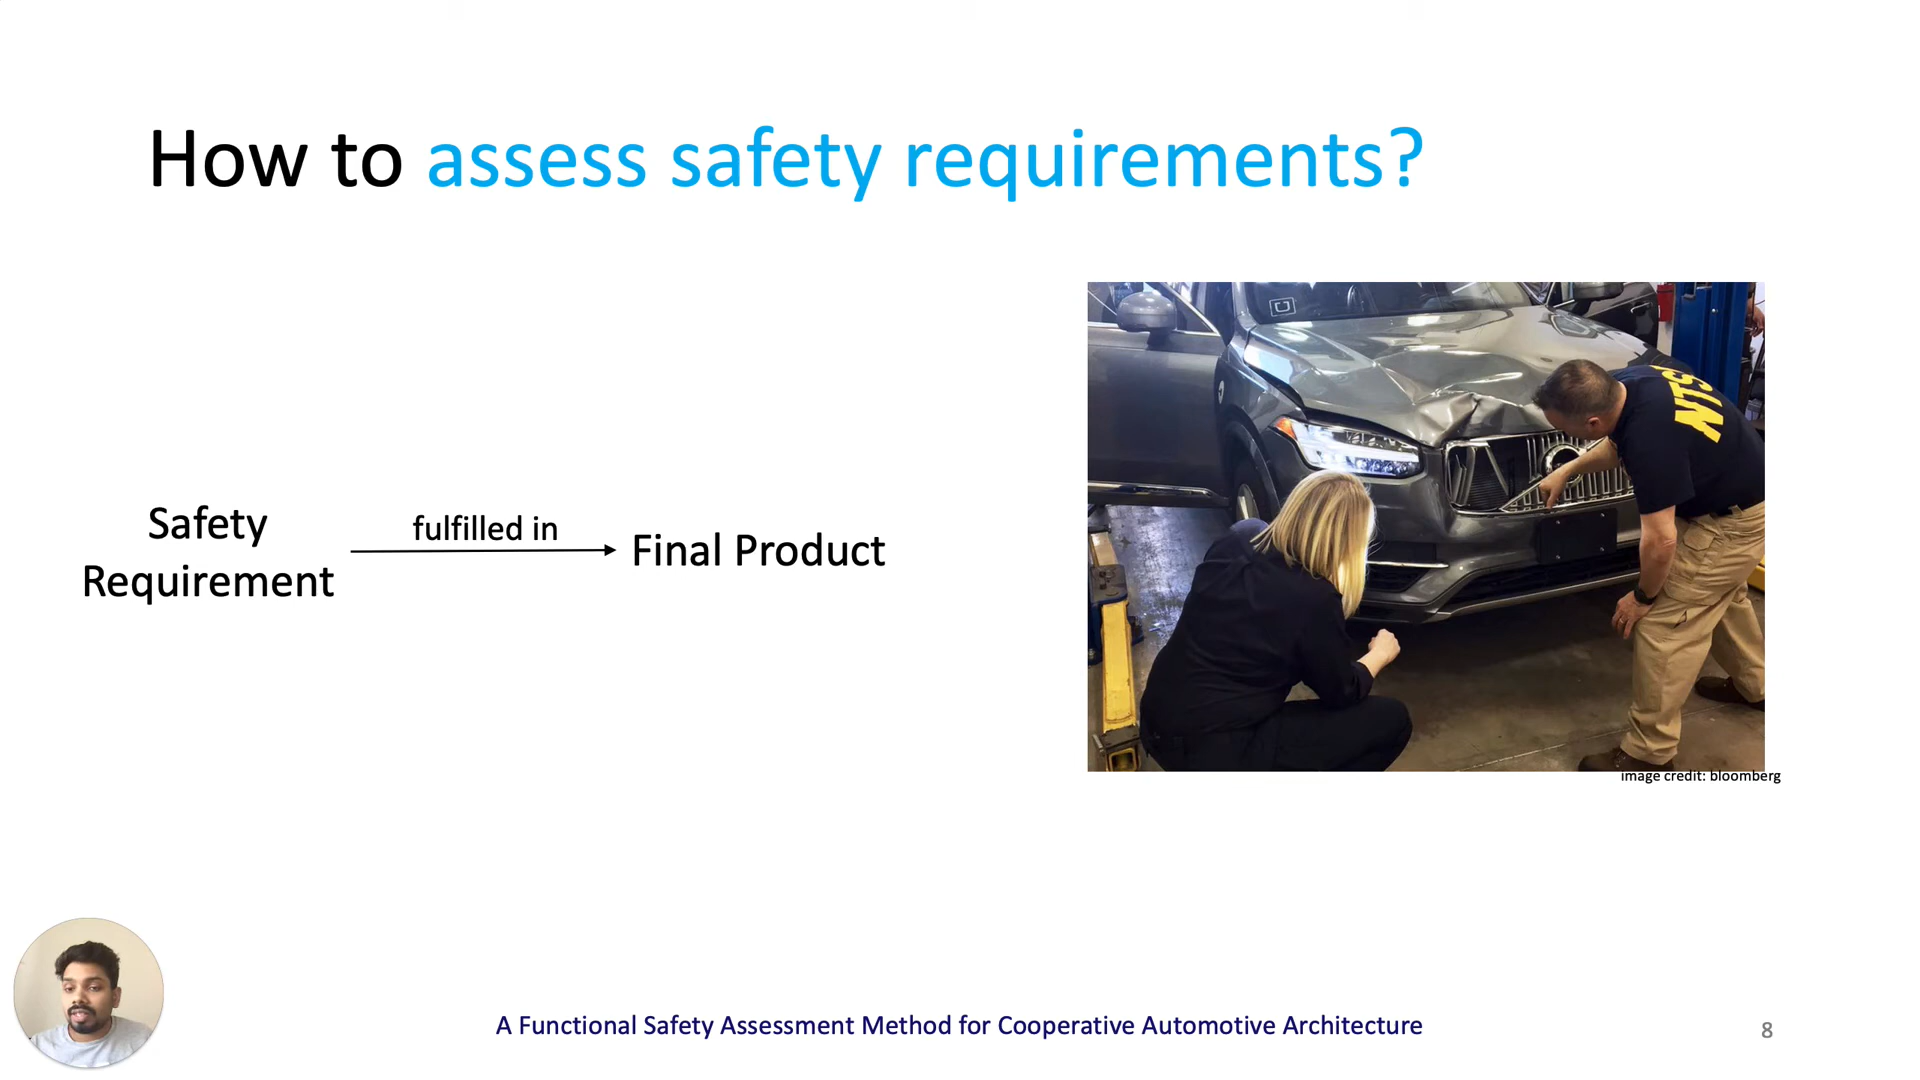 How to assess safety requirements?
Safety
Requirement
fulfilled in
Final Product
NTSB
image credit: bloomberg
A Functional Safety Assessment Method for Cooperative Automotive Architecture
8